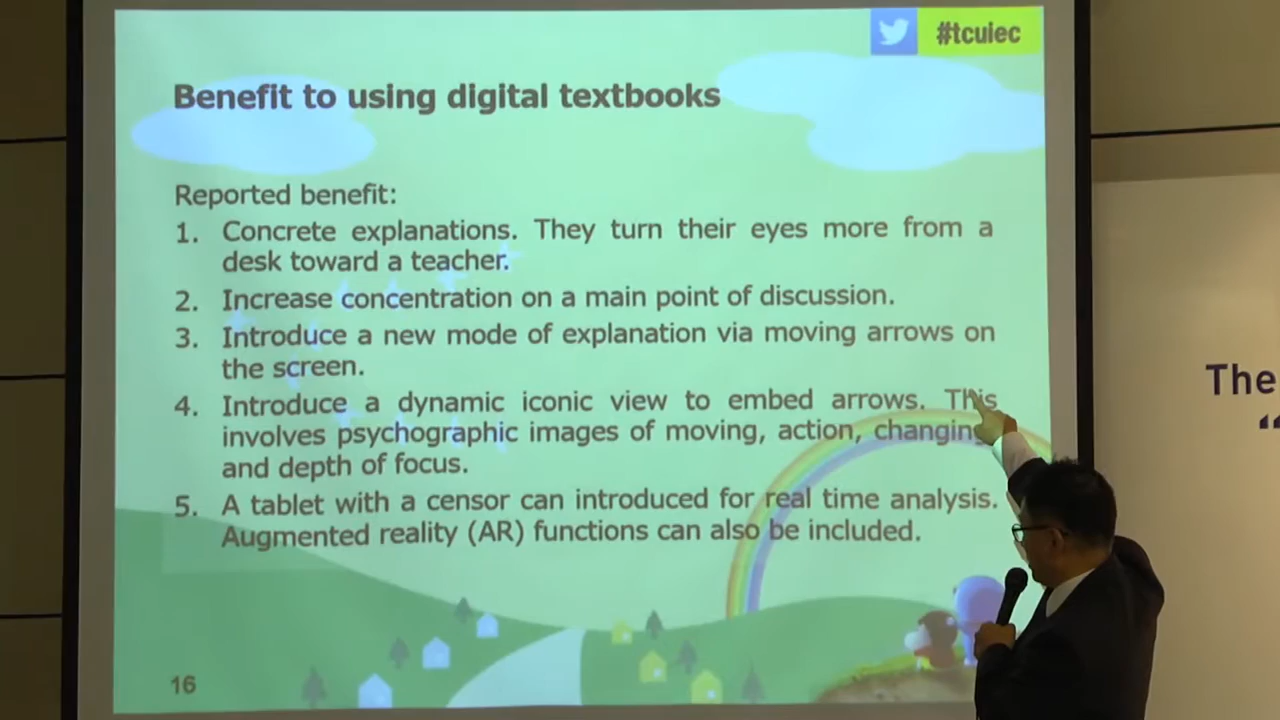 #tcuiec
Benefit to using digital textbooks
Reported benefit:
1. Concrete explanations. They turn their eyes more from a
desk toward a teacher.
2. Increase concentration on a main point of discussion.
3. Introduce a new mode of explanation via moving arrows on
the screen.
4. Introduce a dynamic iconic view to embed arrows. This
involves psychographic images of moving, action, changing
and depth of focus.
5. A tablet with a censor can introduced for real time analysis.
Augmented reality (AR) functions can also be included.
16
The
“